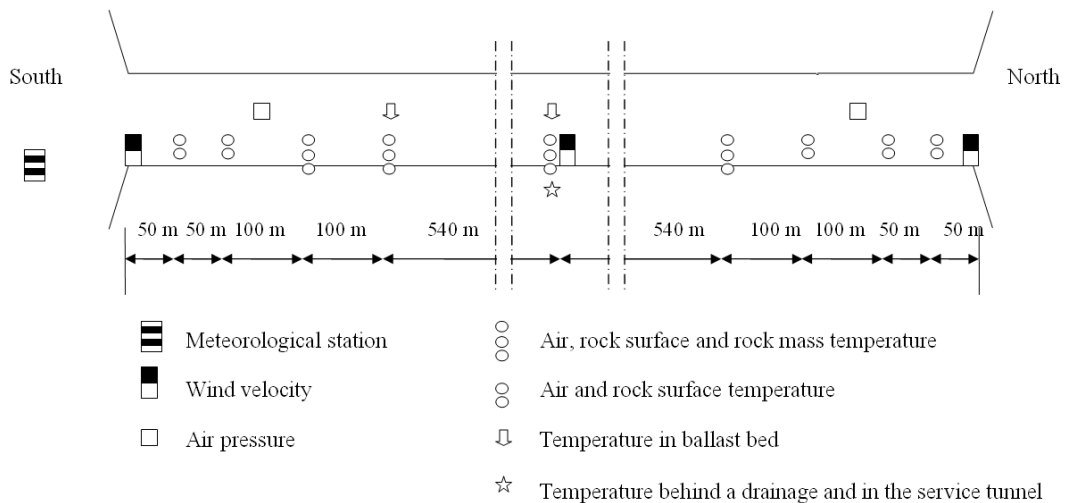 South
North
50 m 50 m 100 m 100 m 540 m 540 m 100 m 100 m 50 m 50 m
Meteorological station
Air, rock surface and rock mass temperature
Wind velocity
Air and rock surface temperature
Air pressure
Temperature in ballast bed
Temperature behind a drainage and in the service tunnel